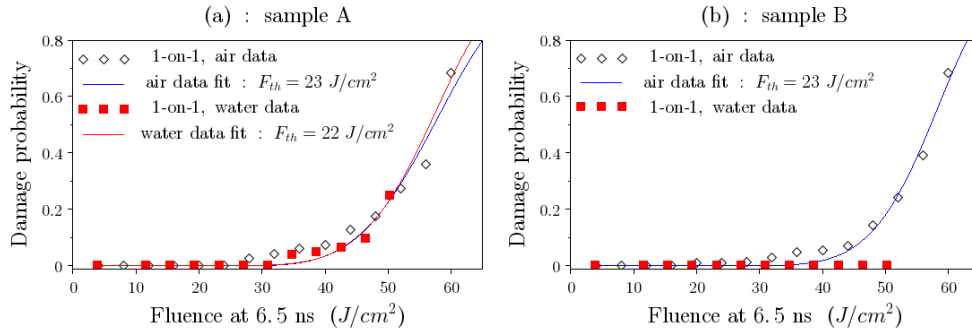 (a) : sample A
0.8
0.6
0.4
0.2
0
Damage probability
1-on-1, air data
air data fit : F_th = 23 J/cm²
1-on-1, water data
water data fit : F_th = 22 J/cm²
0 10 20 30 40 50 60
Fluence at 6.5 ns (J/cm²)
(b) : sample B
0.8
0.6
0.4
0.2
0
Damage probability
1-on-1, air data
air data fit : F_th = 23 J/cm²
1-on-1, water data
0 10 20 30 40 50 60
Fluence at 6.5 ns (J/cm²)